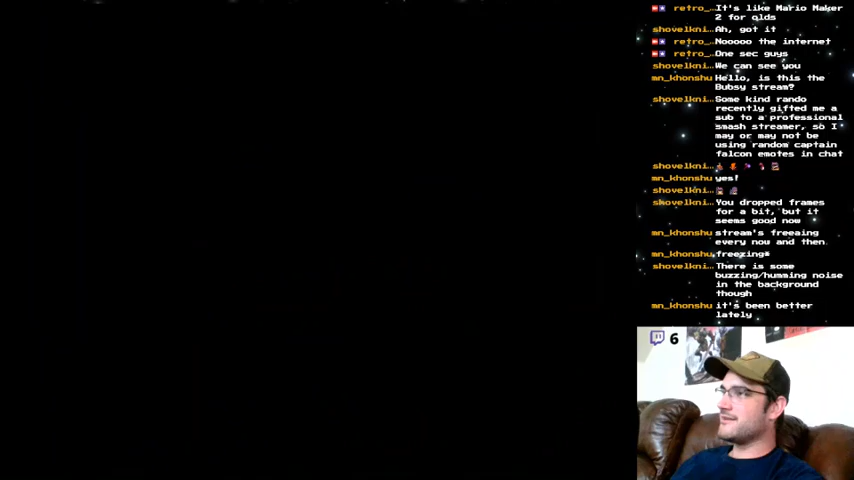 retro_… It's like Mario Maker
2 for olds
shovelkni… Ah, got it
retro_… Nooooo the internet
retro_… One sec guys
shovelkni… We can see you
mn_khonshu Hello, is this the
Bubsy stream?
shovelkni… Some kind rando
recently gifted me a
sub to a professional
smash streamer, so I
may or may not be
using random captain
falcon emotes in chat
shovelkni…
mn_khonshu yes!
shovelkni…
shovelkni… You dropped frames
for a bit, but it
seems good now
mn_khonshu stream's freeaing
every now and then.
mn_khonshu freezing*
shovelkni… There is some
buzzing/humming noise
in the background
though
mn_khonshu it's been better
lately
6